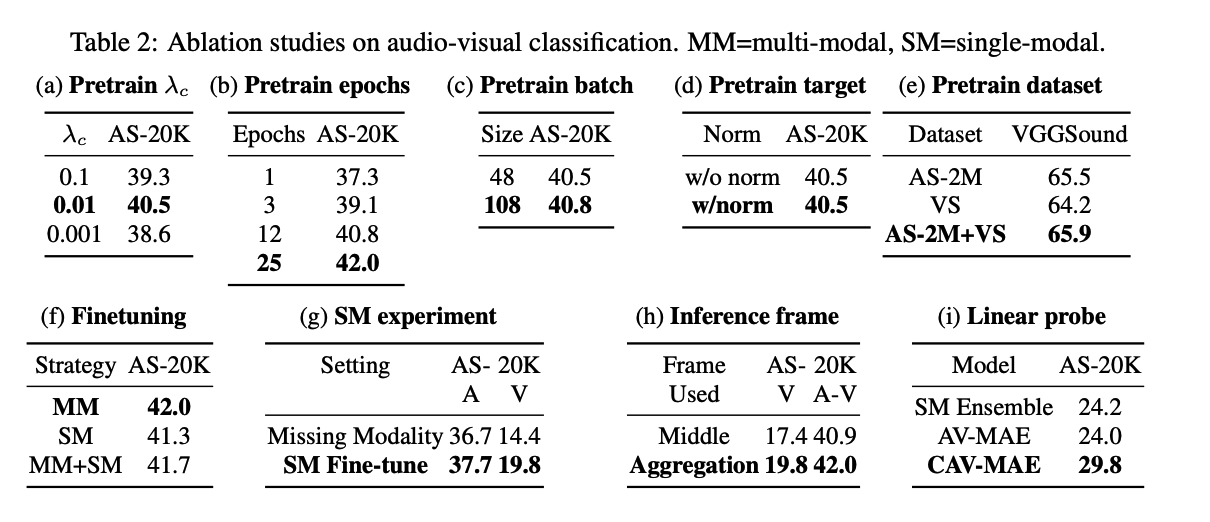 Table 2: Ablation studies on audio-visual classification. MM=multi-modal, SM=single-modal.
(a) Pretrain λc
λc AS-20K
0.1 39.3
0.01 40.5
0.001 38.6
(b) Pretrain epochs
Epochs AS-20K
1 37.3
3 39.1
12 40.8
25 42.0
(c) Pretrain batch
Size AS-20K
48 40.5
108 40.8
(d) Pretrain target
Norm AS-20K
w/o norm 40.5
w/norm 40.5
(e) Pretrain dataset
Dataset VGGSound
AS-2M 65.5
VS 64.2
AS-2M+VS 65.9
(f) Finetuning
Strategy AS-20K
MM 42.0
SM 41.3
MM+SM 41.7
(g) SM experiment
Setting AS- 20K
A V
Missing Modality 36.7 14.4
SM Fine-tune 37.7 19.8
(h) Inference frame
Frame AS- 20K
Used V A-V
Middle 17.4 40.9
Aggregation 19.8 42.0
(i) Linear probe
Model AS-20K
SM Ensemble 24.2
AV-MAE 24.0
CAV-MAE 29.8